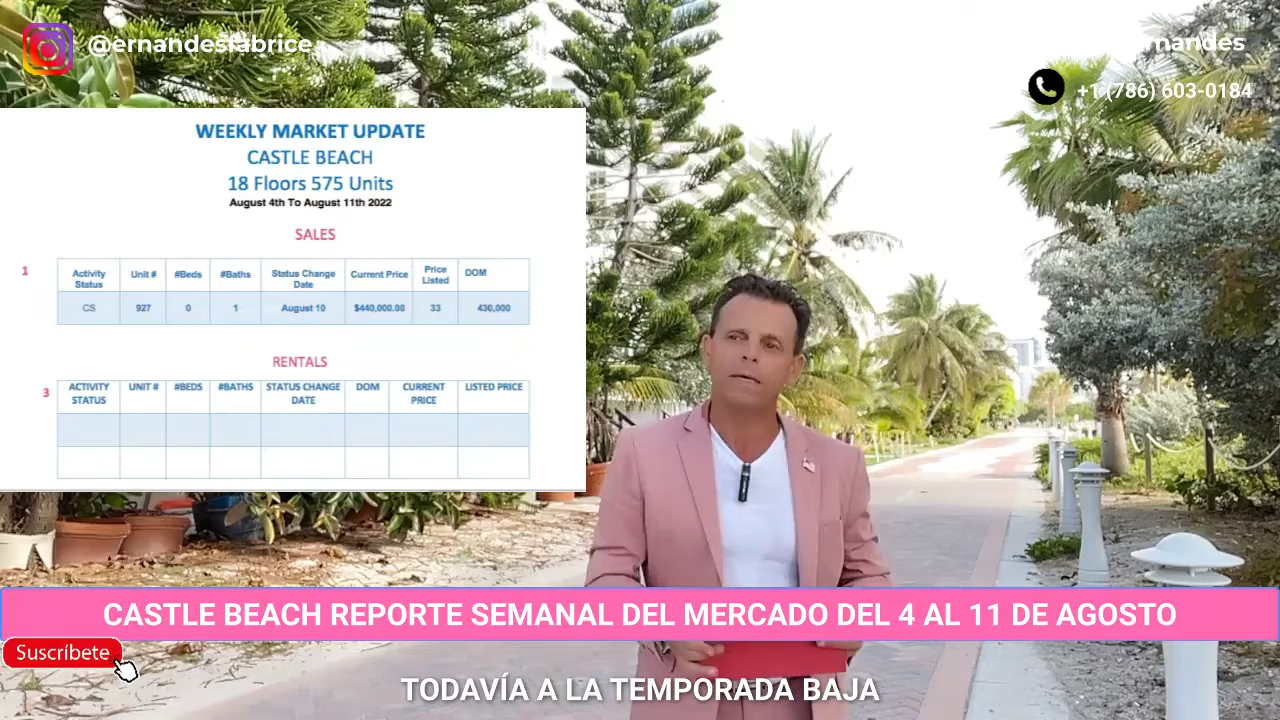 @ernandesfabrice
rnandes
+1 (786) 603-0184
WEEKLY MARKET UPDATE
CASTLE BEACH
18 Floors 575 Units
August 4th To August 11th 2022
SALES
1
Activity Status Unit # #Beds #Baths Status Change Date Current Price Price Listed DOM
CS 927 0 1 August 10 $440,000.00 33 430,000
RENTALS
3
ACTIVITY STATUS UNIT # #BEDS #BATHS STATUS CHANGE DATE DOM CURRENT PRICE LISTED PRICE
CASTLE BEACH REPORTE SEMANAL DEL MERCADO DEL 4 AL 11 DE AGOSTO
Suscríbete
TODAVÍA A LA TEMPORADA BAJA